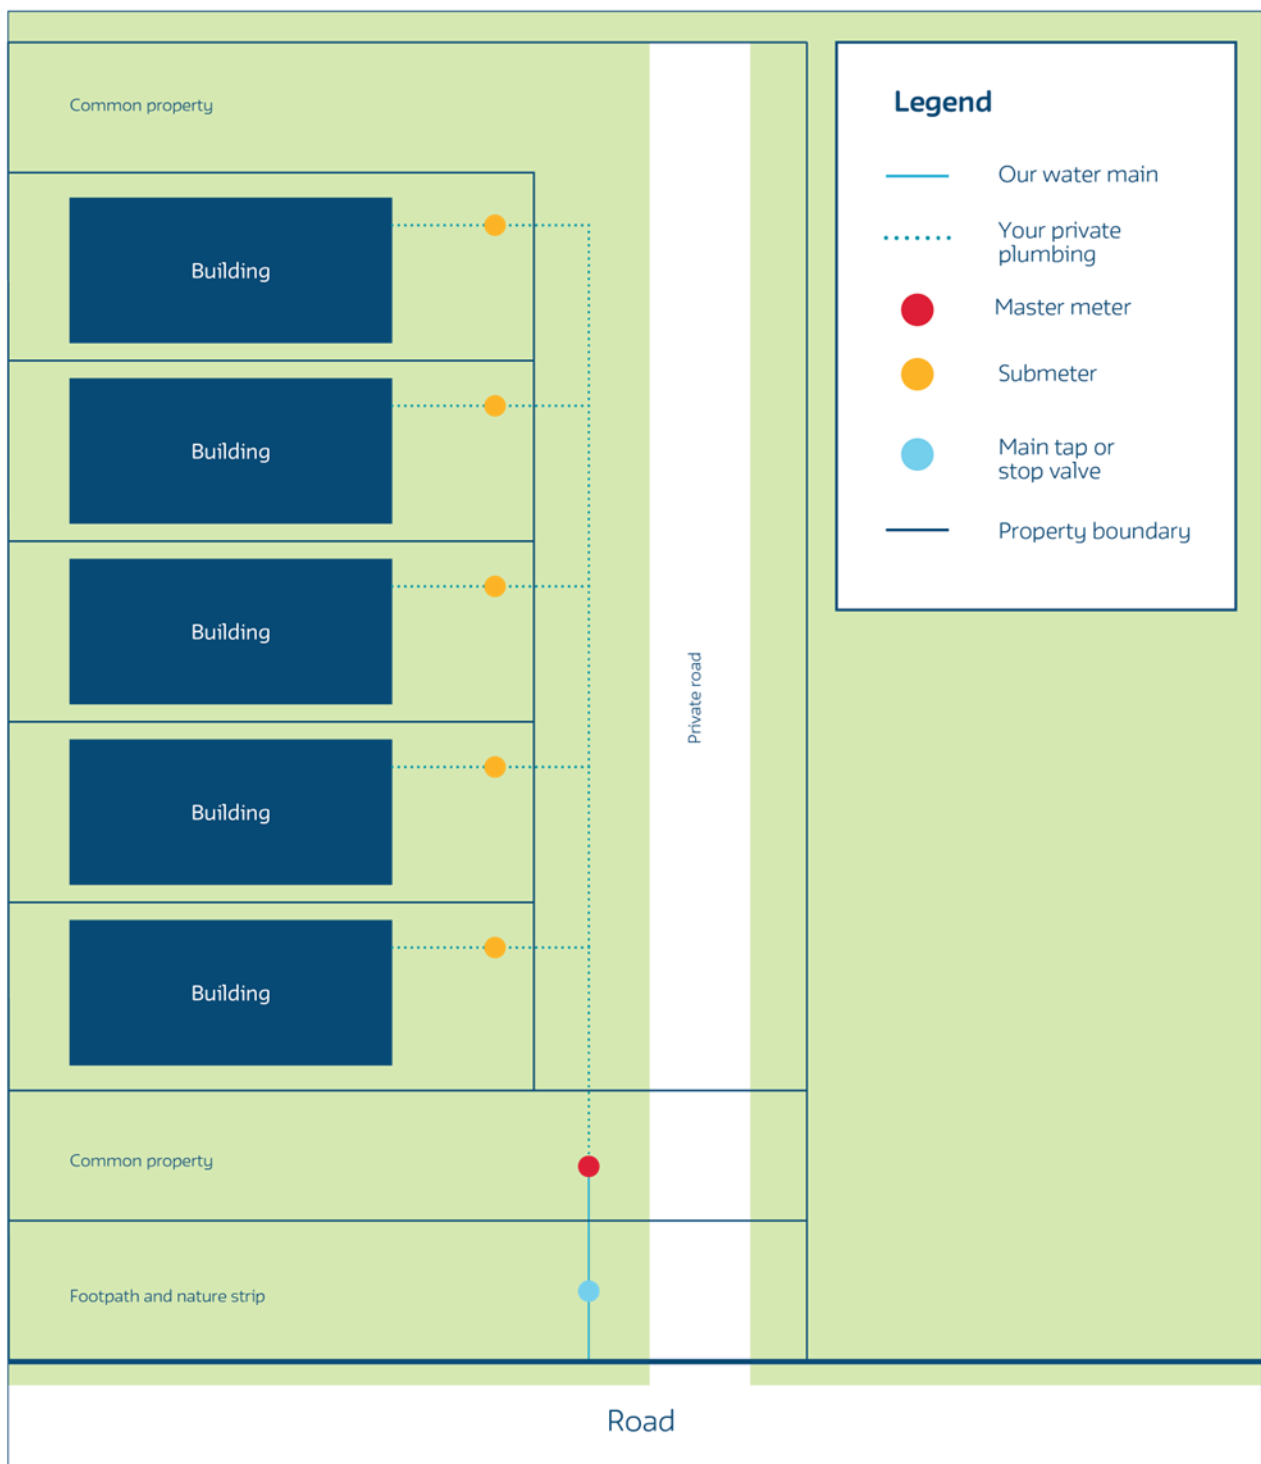 Common property
Legend
Our water main
Your private
plumbing
Master meter
Submeter
Main tap or
stop valve
Property boundary
Building
Building
Building
Building
Building
Private road
Common property
Footpath and nature strip
Road